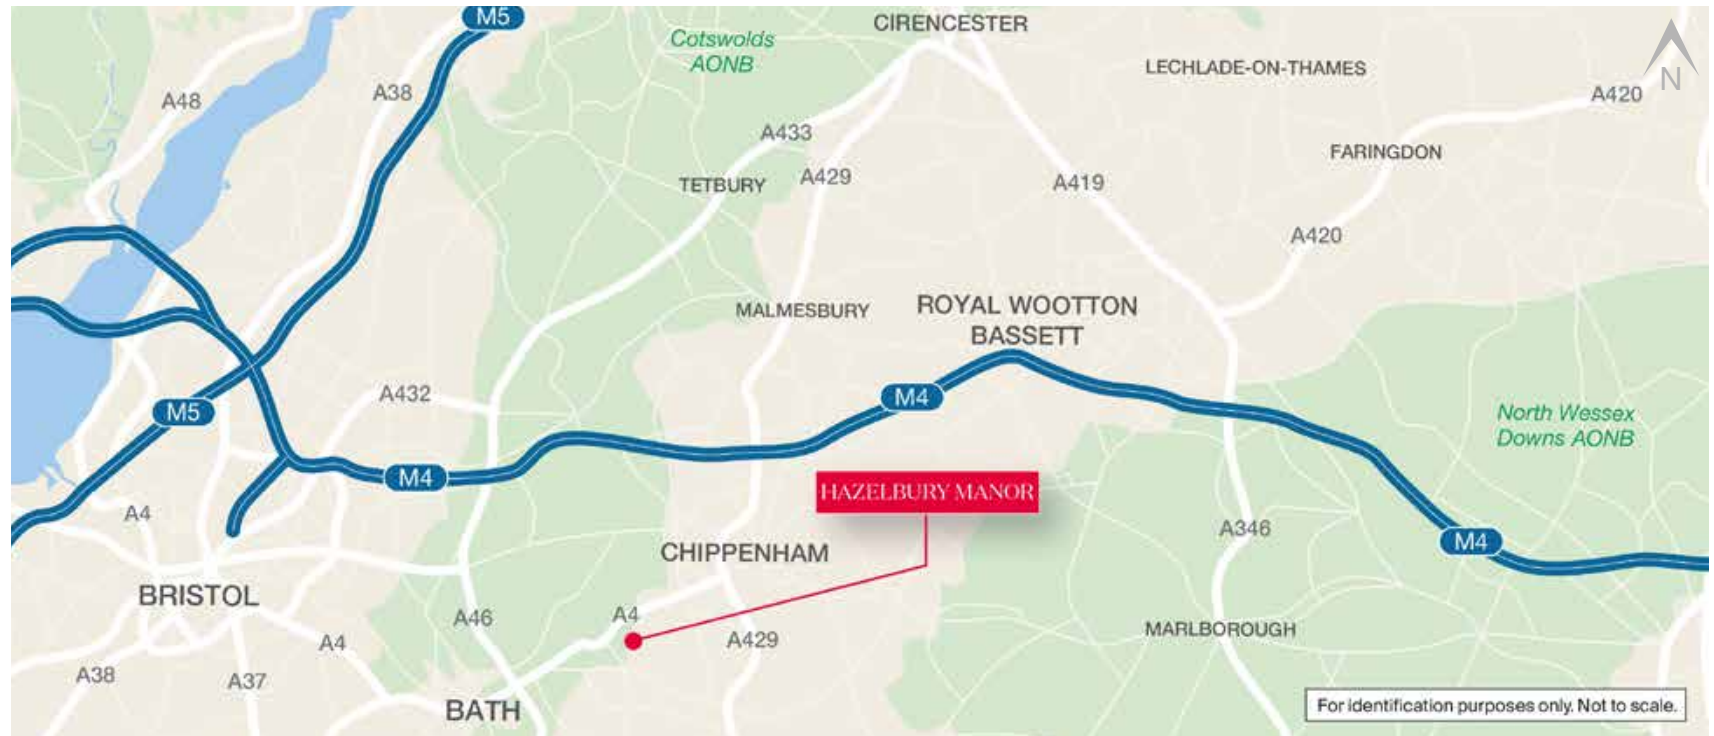 M5
CIRENCESTER
Cotswolds
AONB
LECHLADE-ON-THAMES
N
A48
A38
A420
A433
FARINGDON
TETBURY
A429
A419
A420
MALMESBURY
ROYAL WOOTTON
BASSETT
A432
M4
M5
North Wessex
Downs AONB
M4
HAZELBURY MANOR
A4
A346
M4
CHIPPENHAM
BRISTOL
A46
A4
A4
A429
MARLBOROUGH
A38
A37
BATH
For identification purposes only. Not to scale.